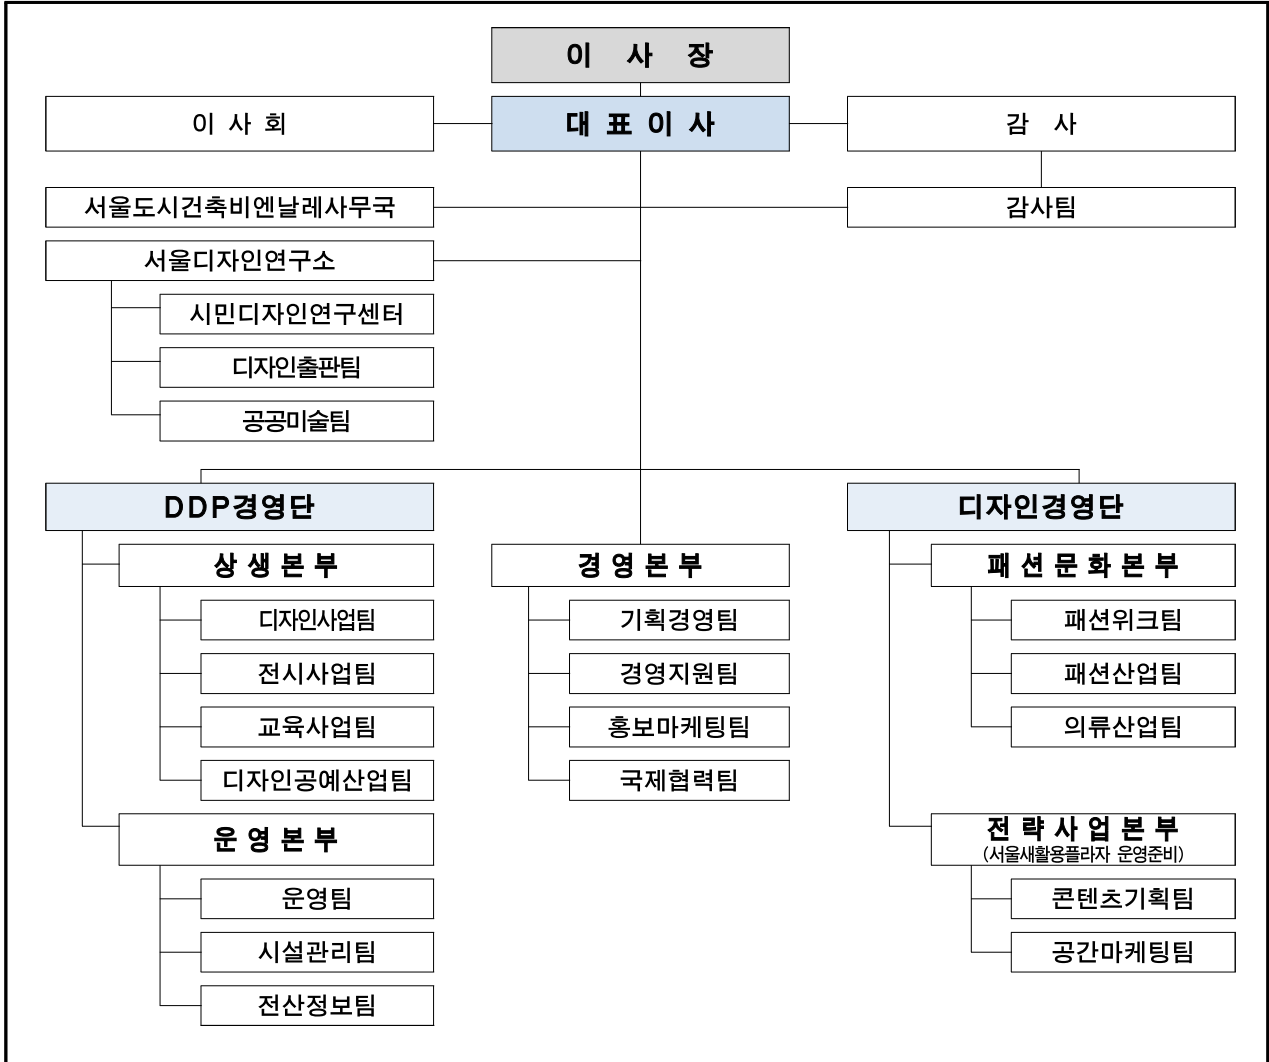 이 사 장
이 사 회
대 표 이 사
감 사
서울도시건축비엔날레사무국
감사팀
서울디자인연구소
시민디자인연구센터
디자인출판팀
공공미술팀
DDP경영단
디자인경영단
상 생 본 부
경 영 본 부
패 션 문 화 본 부
디자인사업팀
기획경영팀
패션위크팀
전시사업팀
경영지원팀
패션산업팀
교육사업팀
홍보마케팅팀
의류산업팀
디자인공예산업팀
국제협력팀
운 영 본 부
전 략 사 업 본 부
(서울새활용플라자 운영준비)
운영팀
콘텐츠기획팀
시설관리팀
공간마케팅팀
전산정보팀